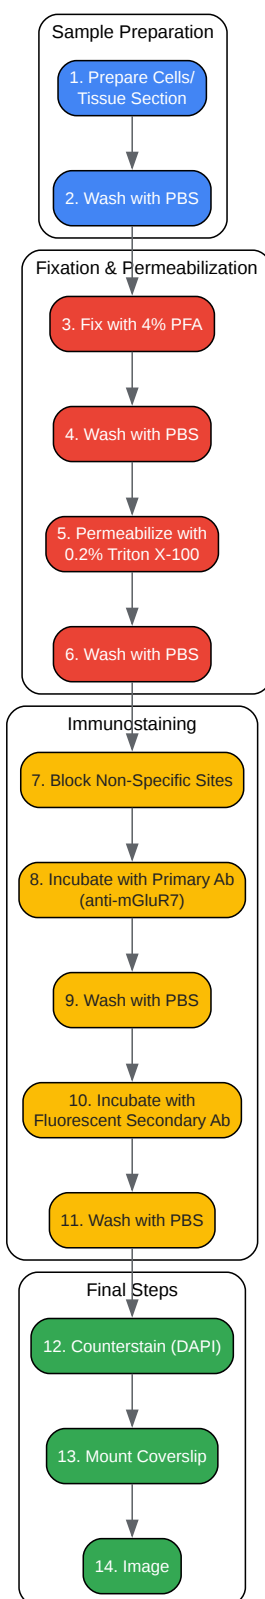 Sample Preparation
1. Prepare Cells/
Tissue Section
2. Wash with PBS
Fixation & Permeabilization
3. Fix with 4% PFA
4. Wash with PBS
5. Permeabilize with
0.2% Triton X-100
6. Wash with PBS
Immunostaining
7. Block Non-Specific Sites
8. Incubate with Primary Ab
(anti-mGluR7)
9. Wash with PBS
10. Incubate with
Fluorescent Secondary Ab
11. Wash with PBS
Final Steps
12. Counterstain (DAPI)
13. Mount Coverslip
14. Image